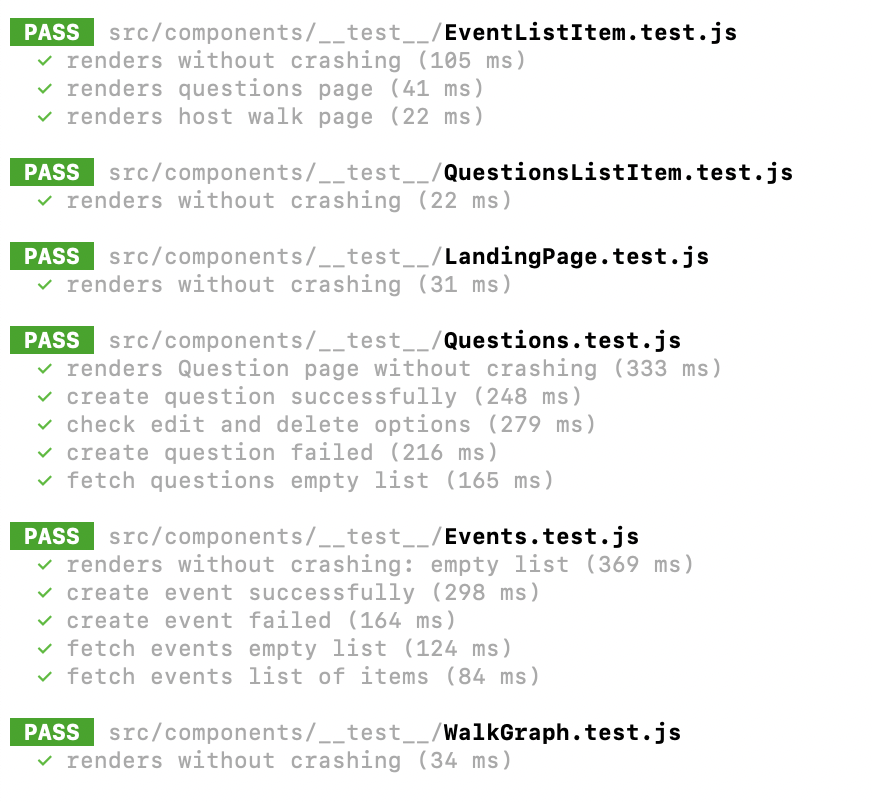 PASS src/components/__test__/EventListItem.test.js
✓ renders without crashing (105 ms)
✓ renders questions page (41 ms)
✓ renders host walk page (22 ms)
PASS src/components/__test__/QuestionsListItem.test.js
✓ renders without crashing (22 ms)
PASS src/components/__test__/LandingPage.test.js
✓ renders without crashing (31 ms)
PASS src/components/__test__/Questions.test.js
✓ renders Question page without crashing (333 ms)
✓ create question successfully (248 ms)
✓ check edit and delete options (279 ms)
✓ create question failed (216 ms)
✓ fetch questions empty list (165 ms)
PASS src/components/__test__/Events.test.js
✓ renders without crashing: empty list (369 ms)
✓ create event successfully (298 ms)
✓ create event failed (164 ms)
✓ fetch events empty list (124 ms)
✓ fetch events list of items (84 ms)
PASS src/components/__test__/WalkGraph.test.js
✓ renders without crashing (34 ms)